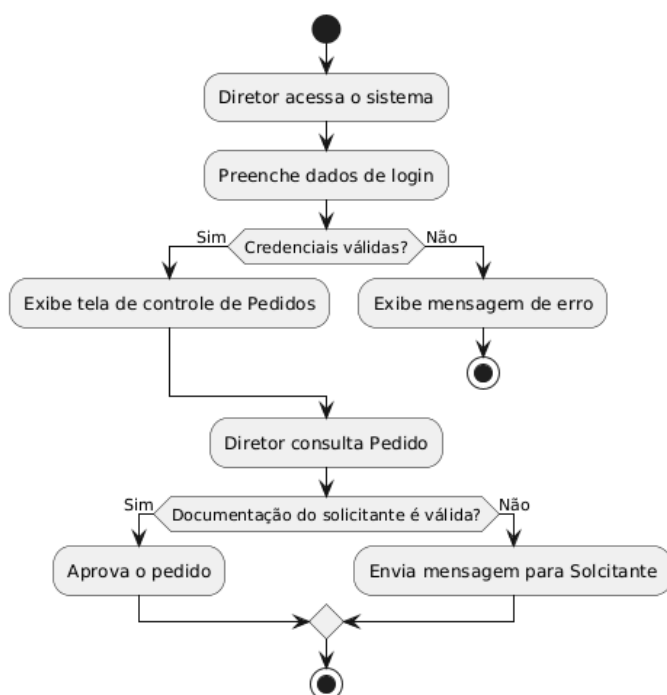 Diretor acessa o sistema
Preenche dados de login
Sim
Credenciais válidas?
Não
Exibe tela de controle de Pedidos
Exibe mensagem de erro
Diretor consulta Pedido
Sim
Documentação do solicitante é válida?
Não
Aprova o pedido
Envia mensagem para Solcitante